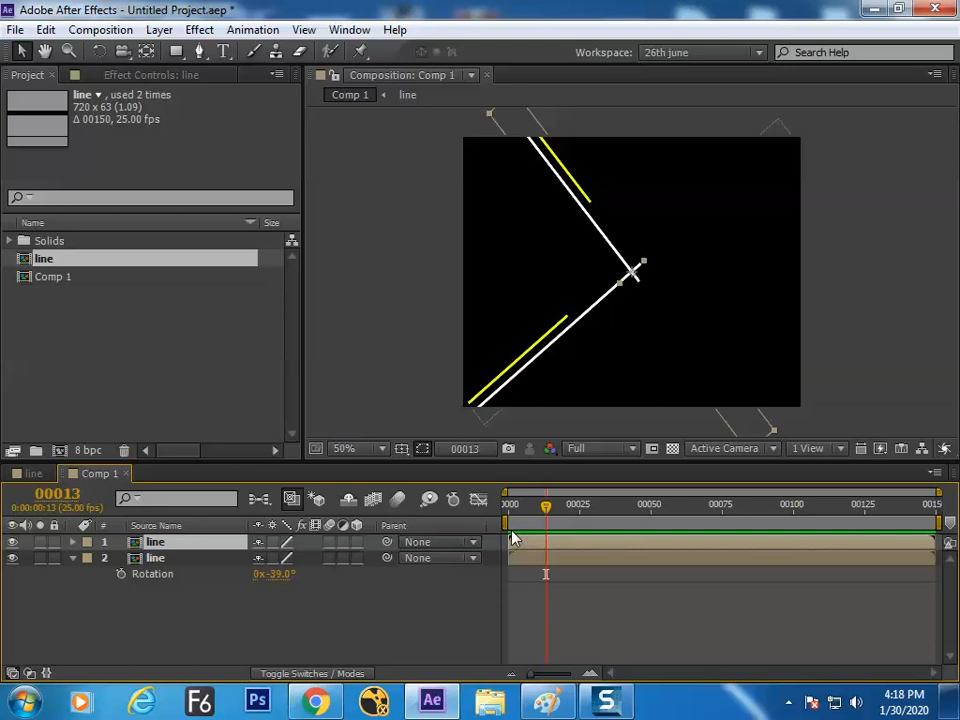 Adobe After Effects - Untitled Project.aep *
File Edit Composition Layer Effect Animation View Window Help
Workspace: 26th june Search Help
Project Effect Controls: line Composition: Comp 1
line , used 2 times
720 x 63 (1.09)
Δ 00150, 25.00 fps
Comp 1 line
Name Size
Solids
line
Comp 1
8 bpc
50% 00013 Full Active Camera 1 View
line Comp 1
00013
0:00:00:13 (25.00 fps)
0000 00025 00050 00075 00100 00125 0015
# Source Name Parent
1 line None
2 line None
Rotation 0x-39.0°
Toggle Switches / Modes
F6 Ps Ae S
4:18 PM
1/30/2020